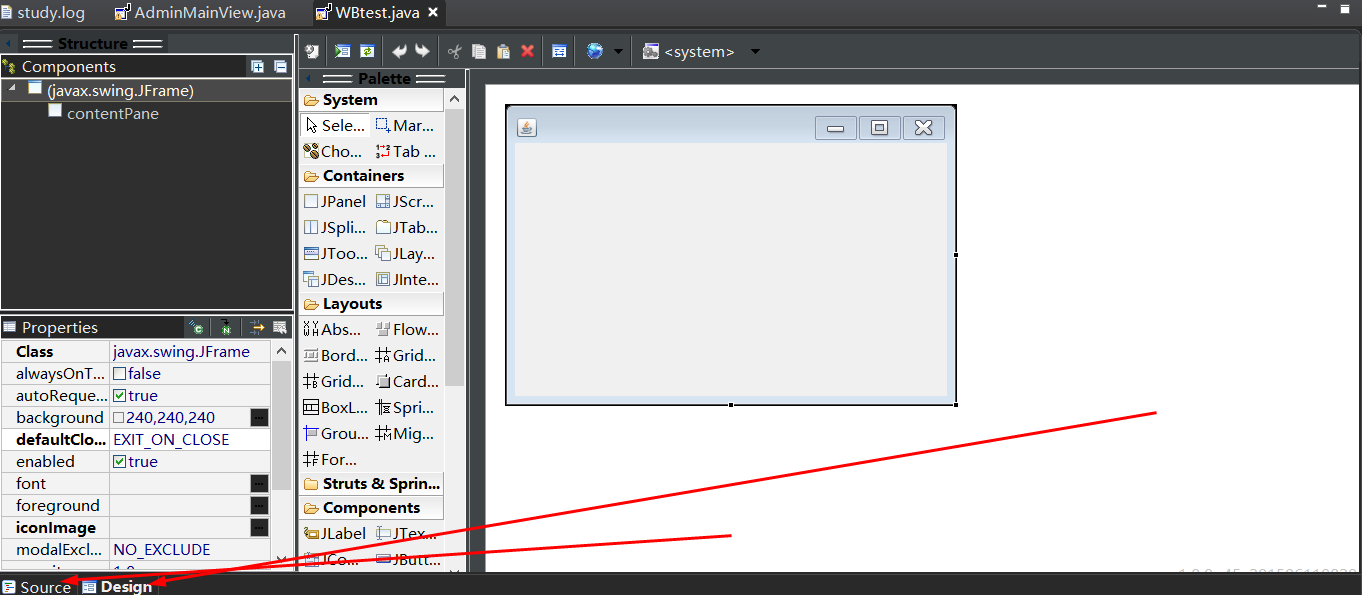 study.log AdminMainView.java WBtest.java
Structure
Components
(javax.swing.JFrame)
contentPane
Properties
Class javax.swing.JFrame
alwaysOnT... false
autoReque... true
background 240,240,240
defaultClo... EXIT_ON_CLOSE
enabled true
font
foreground
iconImage
modalExcl... NO_EXCLUDE
<system>
Palette
System
Sele... Mar...
Cho... Tab ...
Containers
JPanel JScr...
JSpli... JTab...
JToo... JLay...
JDes... JInte...
Layouts
Abs... Flow...
Bord... Grid...
Grid... Card...
BoxL... Spri...
Grou... Mig...
For...
Struts & Sprin...
Components
JLabel JTex...
JCo... JButt...
Source Design